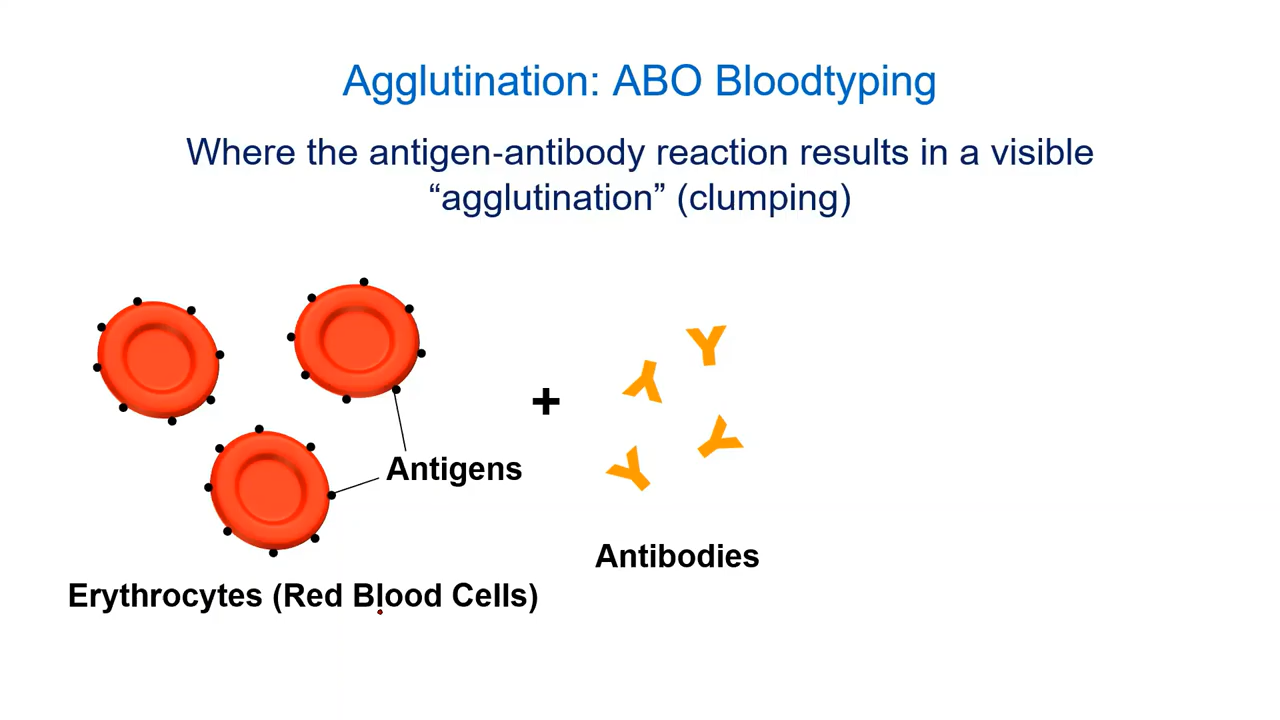 Agglutination: ABO Bloodtyping
Where the antigen-antibody reaction results in a visible
“agglutination” (clumping)
+
Antigens
Antibodies
Erythrocytes (Red Blood Cells)